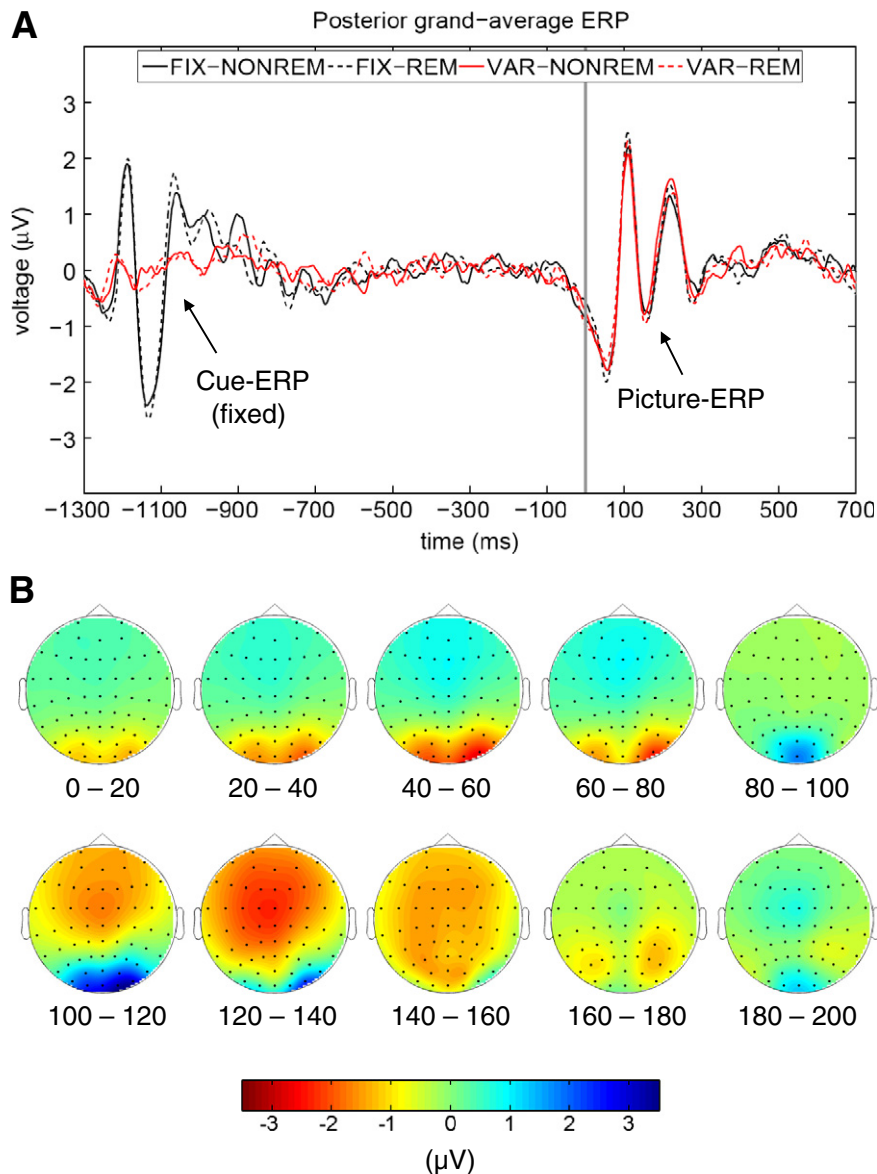 A
Posterior grand−average ERP
FIX−NONREM FIX−REM VAR−NONREM VAR−REM
voltage (μV)
3
2
1
0
−1
−2
−3
Cue-ERP
(fixed)
Picture-ERP
−1300 −1100 −900 −700 −500 −300 −100 100 300 500 700
time (ms)
B
0 – 20 20 – 40 40 – 60 60 – 80 80 – 100
100 – 120 120 – 140 140 – 160 160 – 180 180 – 200
-3 -2 -1 0 1 2 3
(μV)